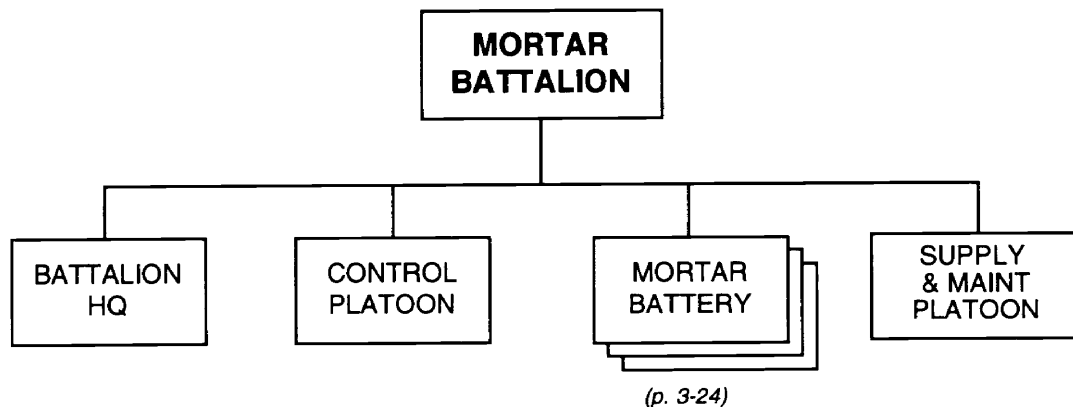 MORTAR
BATTALION
BATTALION
HQ
CONTROL
PLATOON
MORTAR
BATTERY
SUPPLY
& MAINT
PLATOON
(p. 3-24)